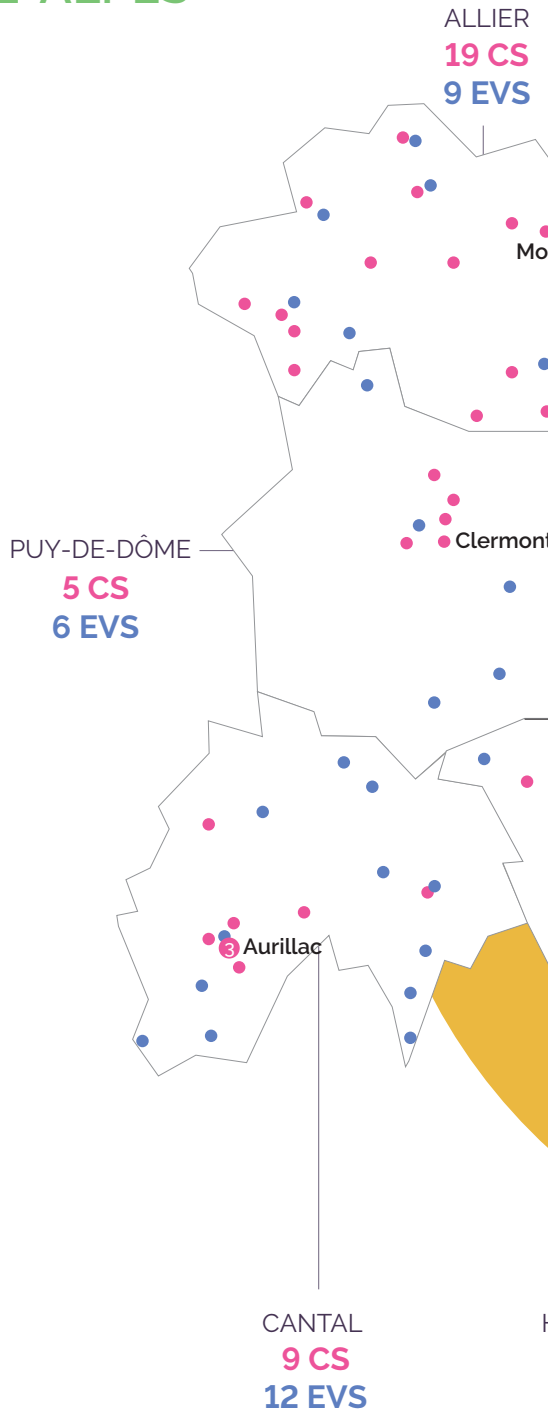 ALLIER
19 CS
9 EVS
Mo
PUY-DE-DÔME
5 CS
6 EVS
Clermont
3
Aurillac
CANTAL
9 CS
12 EVS
H